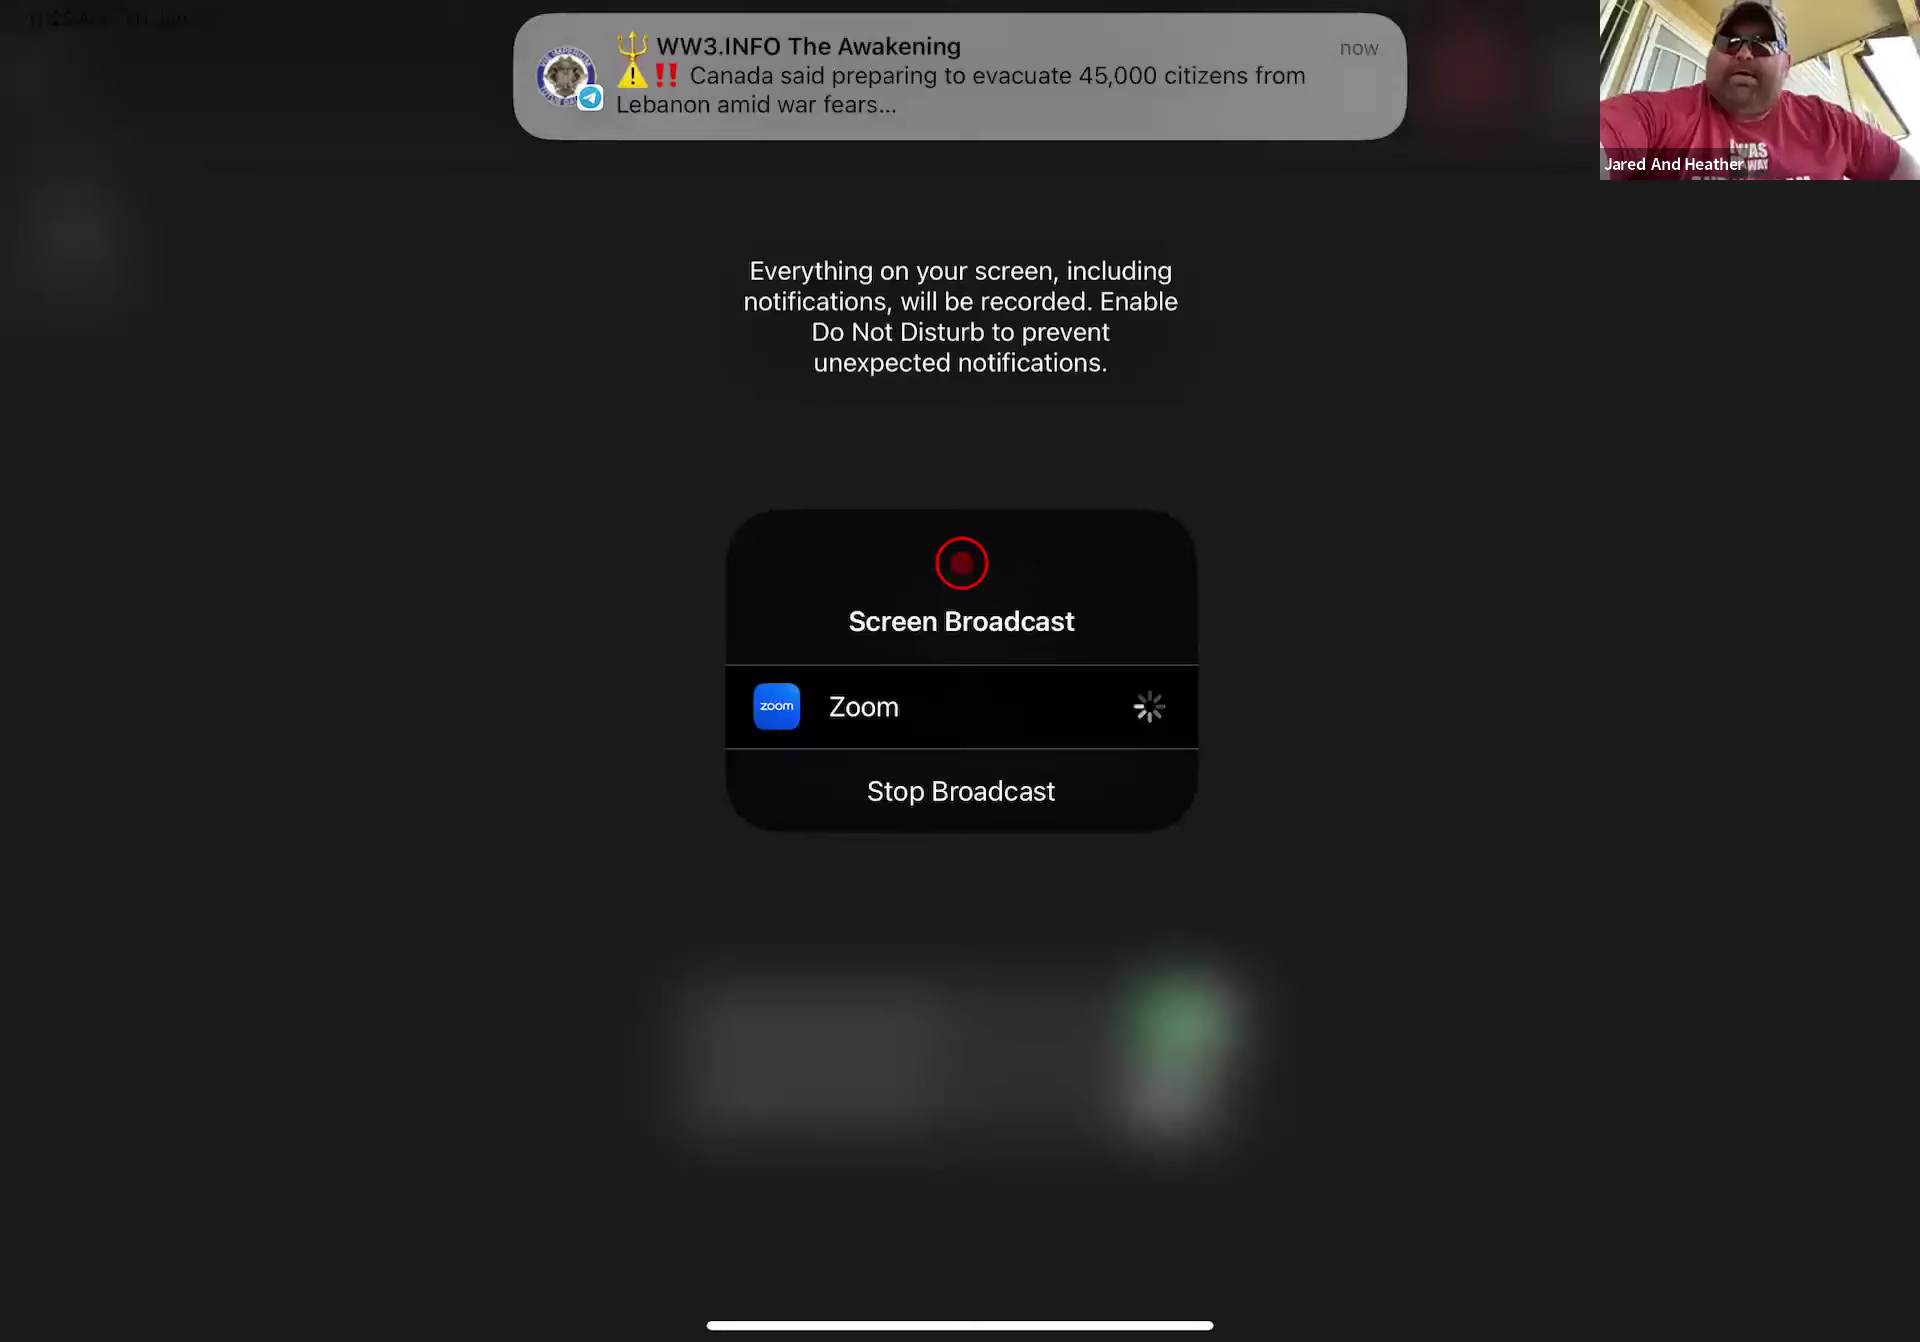 WW3.INFO The Awakening
now
Canada said preparing to evacuate 45,000 citizens from
Lebanon amid war fears...
Jared And Heather
Everything on your screen, including
notifications, will be recorded. Enable
Do Not Disturb to prevent
unexpected notifications.
Screen Broadcast
zoom
Zoom
Stop Broadcast